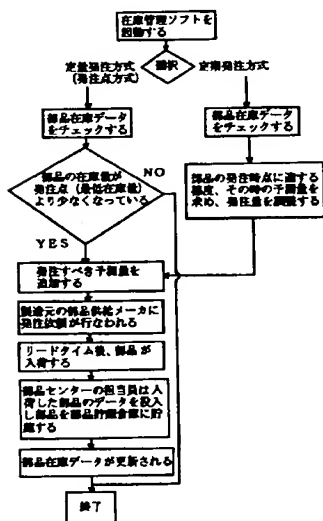 在庫管理ソフトを
起動する
選択
定量発注方式
(発注点方式)
定期発注方式
部品在庫データ
をチェックする
部品在庫データ
をチェックする
部品の在庫数が
発注点(最低在庫量)
より少なくなっている
NO
YES
部品の発注時点に達する
都度、その時の予測量を
求め、発注量を調整する
発注すべき予測量を
追加する
製造元の部品供給メーカに
発注依頼が行なわれる
リードタイム後、部品が
入荷する
部品センターの担当員は入
荷した部品のデータを投入
し部品を部品貯蔵倉庫に貯
蔵する
部品在庫データが更新される
終了